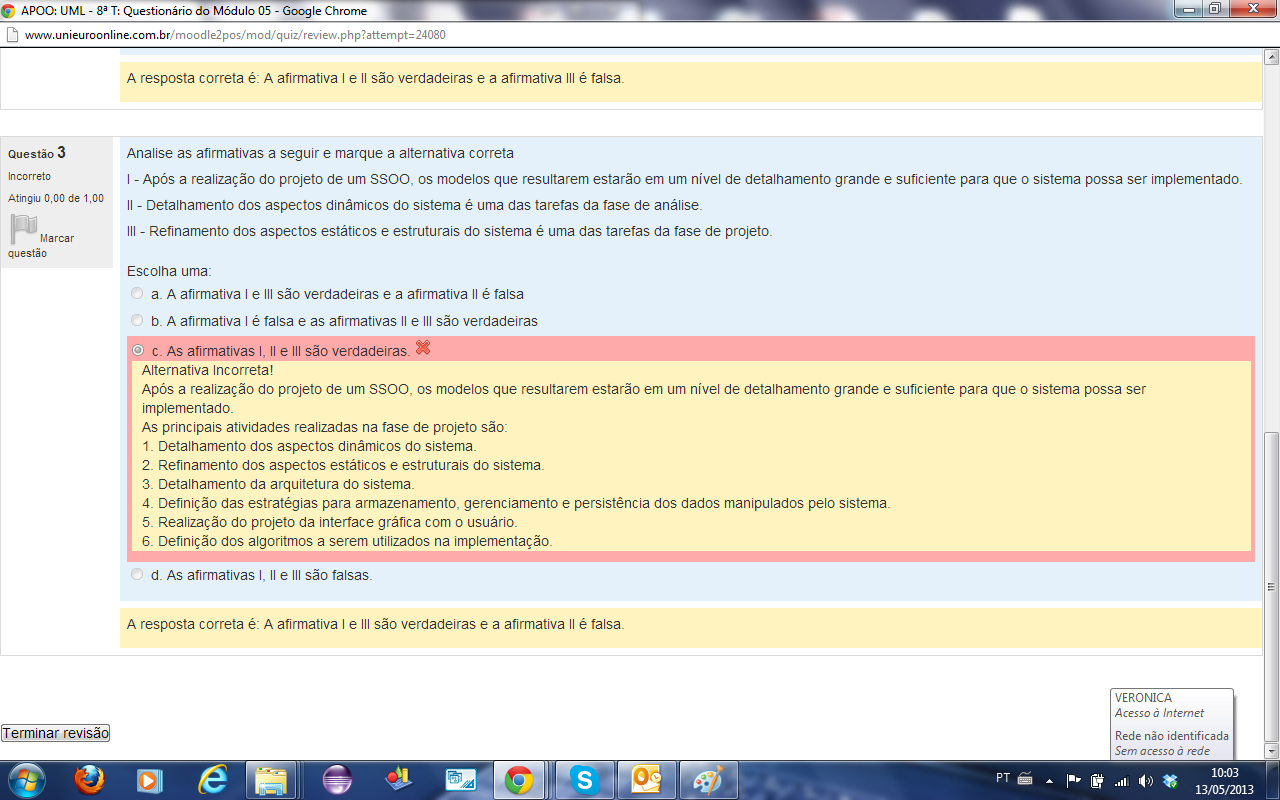 APOO: UML - 8ª T: Questionário do Módulo 05 - Google Chrome
www.unieuroonline.com.br/moodle2pos/mod/quiz/review.php?attempt=24080
A resposta correta é: A afirmativa I e II são verdadeiras e a afirmativa III é falsa.
Questão 3
Incorreto
Atingiu 0,00 de 1,00
Marcar
questão
Analise as afirmativas a seguir e marque a alternativa correta
I - Após a realização do projeto de um SSOO, os modelos que resultarem estarão em um nível de detalhamento grande e suficiente para que o sistema possa ser implementado.
II - Detalhamento dos aspectos dinâmicos do sistema é uma das tarefas da fase de análise.
III - Refinamento dos aspectos estáticos e estruturais do sistema é uma das tarefas da fase de projeto.
Escolha uma:
a. A afirmativa I e III são verdadeiras e a afirmativa II é falsa
b. A afirmativa I é falsa e as afirmativas II e III são verdadeiras
c. As afirmativas I, II e III são verdadeiras.
Alternativa Incorreta!
Após a realização do projeto de um SSOO, os modelos que resultarem estarão em um nível de detalhamento grande e suficiente para que o sistema possa ser
implementado.
As principais atividades realizadas na fase de projeto são:
1. Detalhamento dos aspectos dinâmicos do sistema.
2. Refinamento dos aspectos estáticos e estruturais do sistema.
3. Detalhamento da arquitetura do sistema.
4. Definição das estratégias para armazenamento, gerenciamento e persistência dos dados manipulados pelo sistema.
5. Realização do projeto da interface gráfica com o usuário.
6. Definição dos algoritmos a serem utilizados na implementação.
d. As afirmativas I, II e III são falsas.
A resposta correta é: A afirmativa I e III são verdadeiras e a afirmativa II é falsa.
Terminar revisão
VERONICA
Acesso à Internet
Rede não identificada
Sem acesso à rede
PT
10:03
13/05/2013